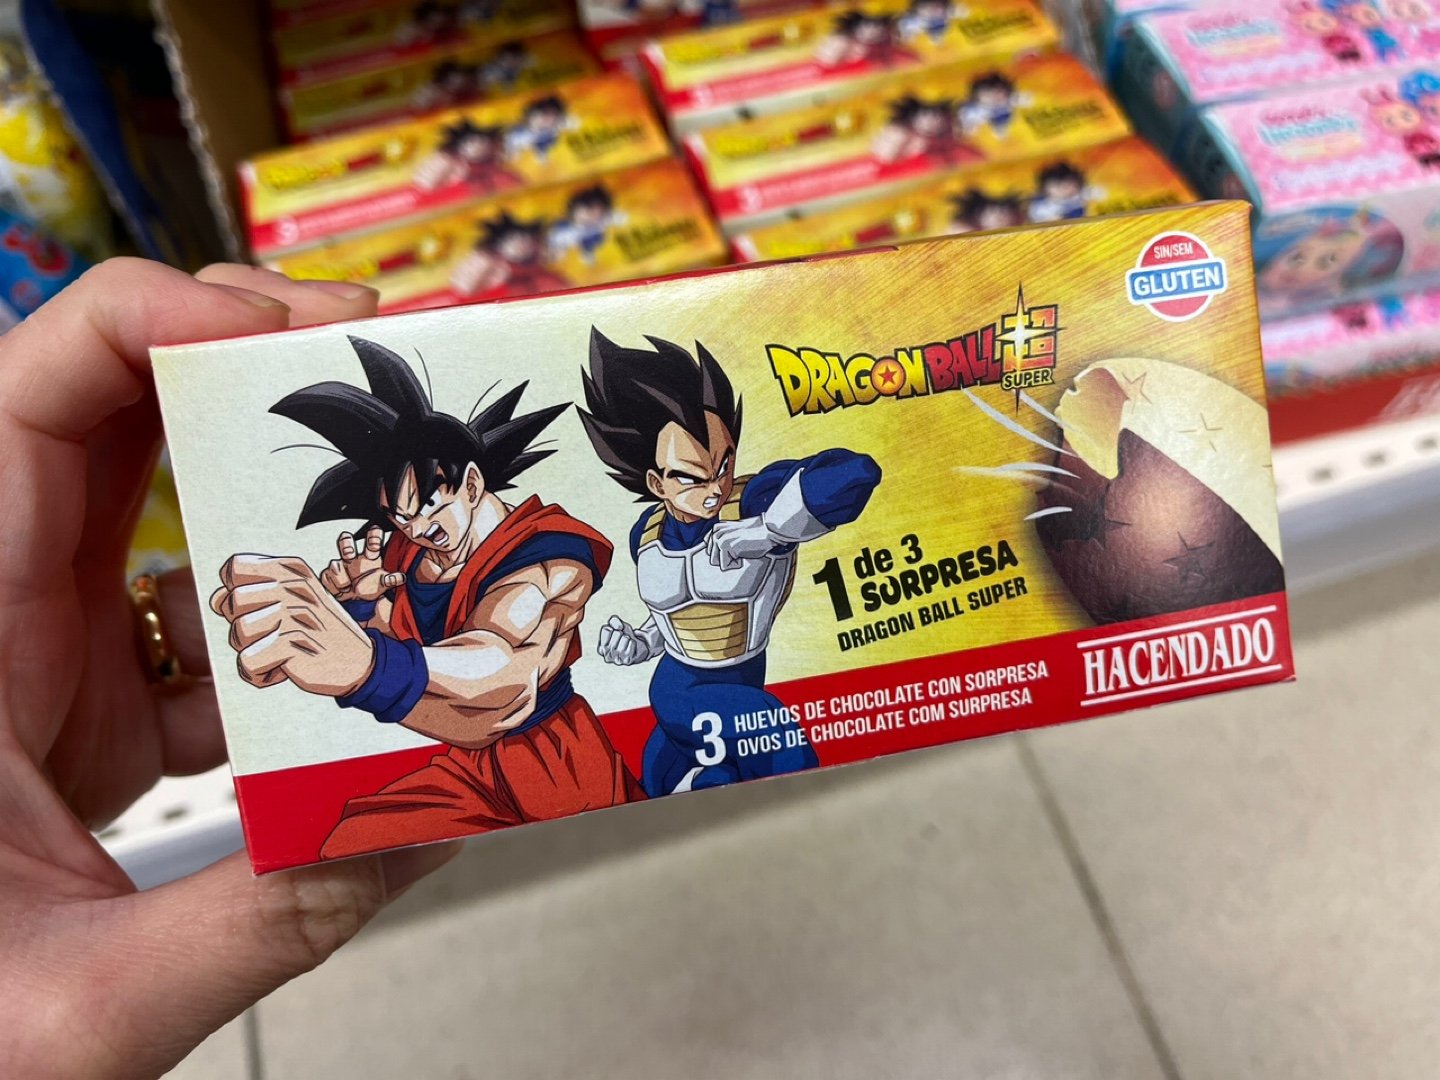 SIN/SEM
GLUTEN
DRAGON BALL 超
SUPER
1 de 3
SORPRESA
DRAGON BALL SUPER
3 HUEVOS DE CHOCOLATE CON SORPRESA
OVOS DE CHOCOLATE COM SURPRESA
HACENDADO